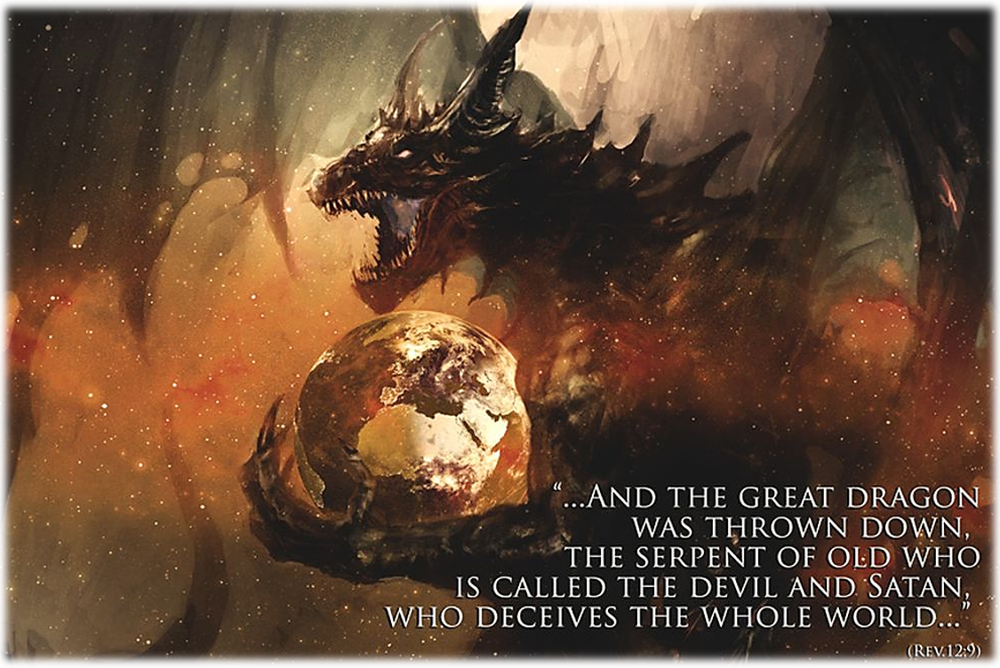 “...And the great dragon
was thrown down,
the serpent of old who
is called the devil and Satan,
who deceives the whole world...”
(Rev.12:9)